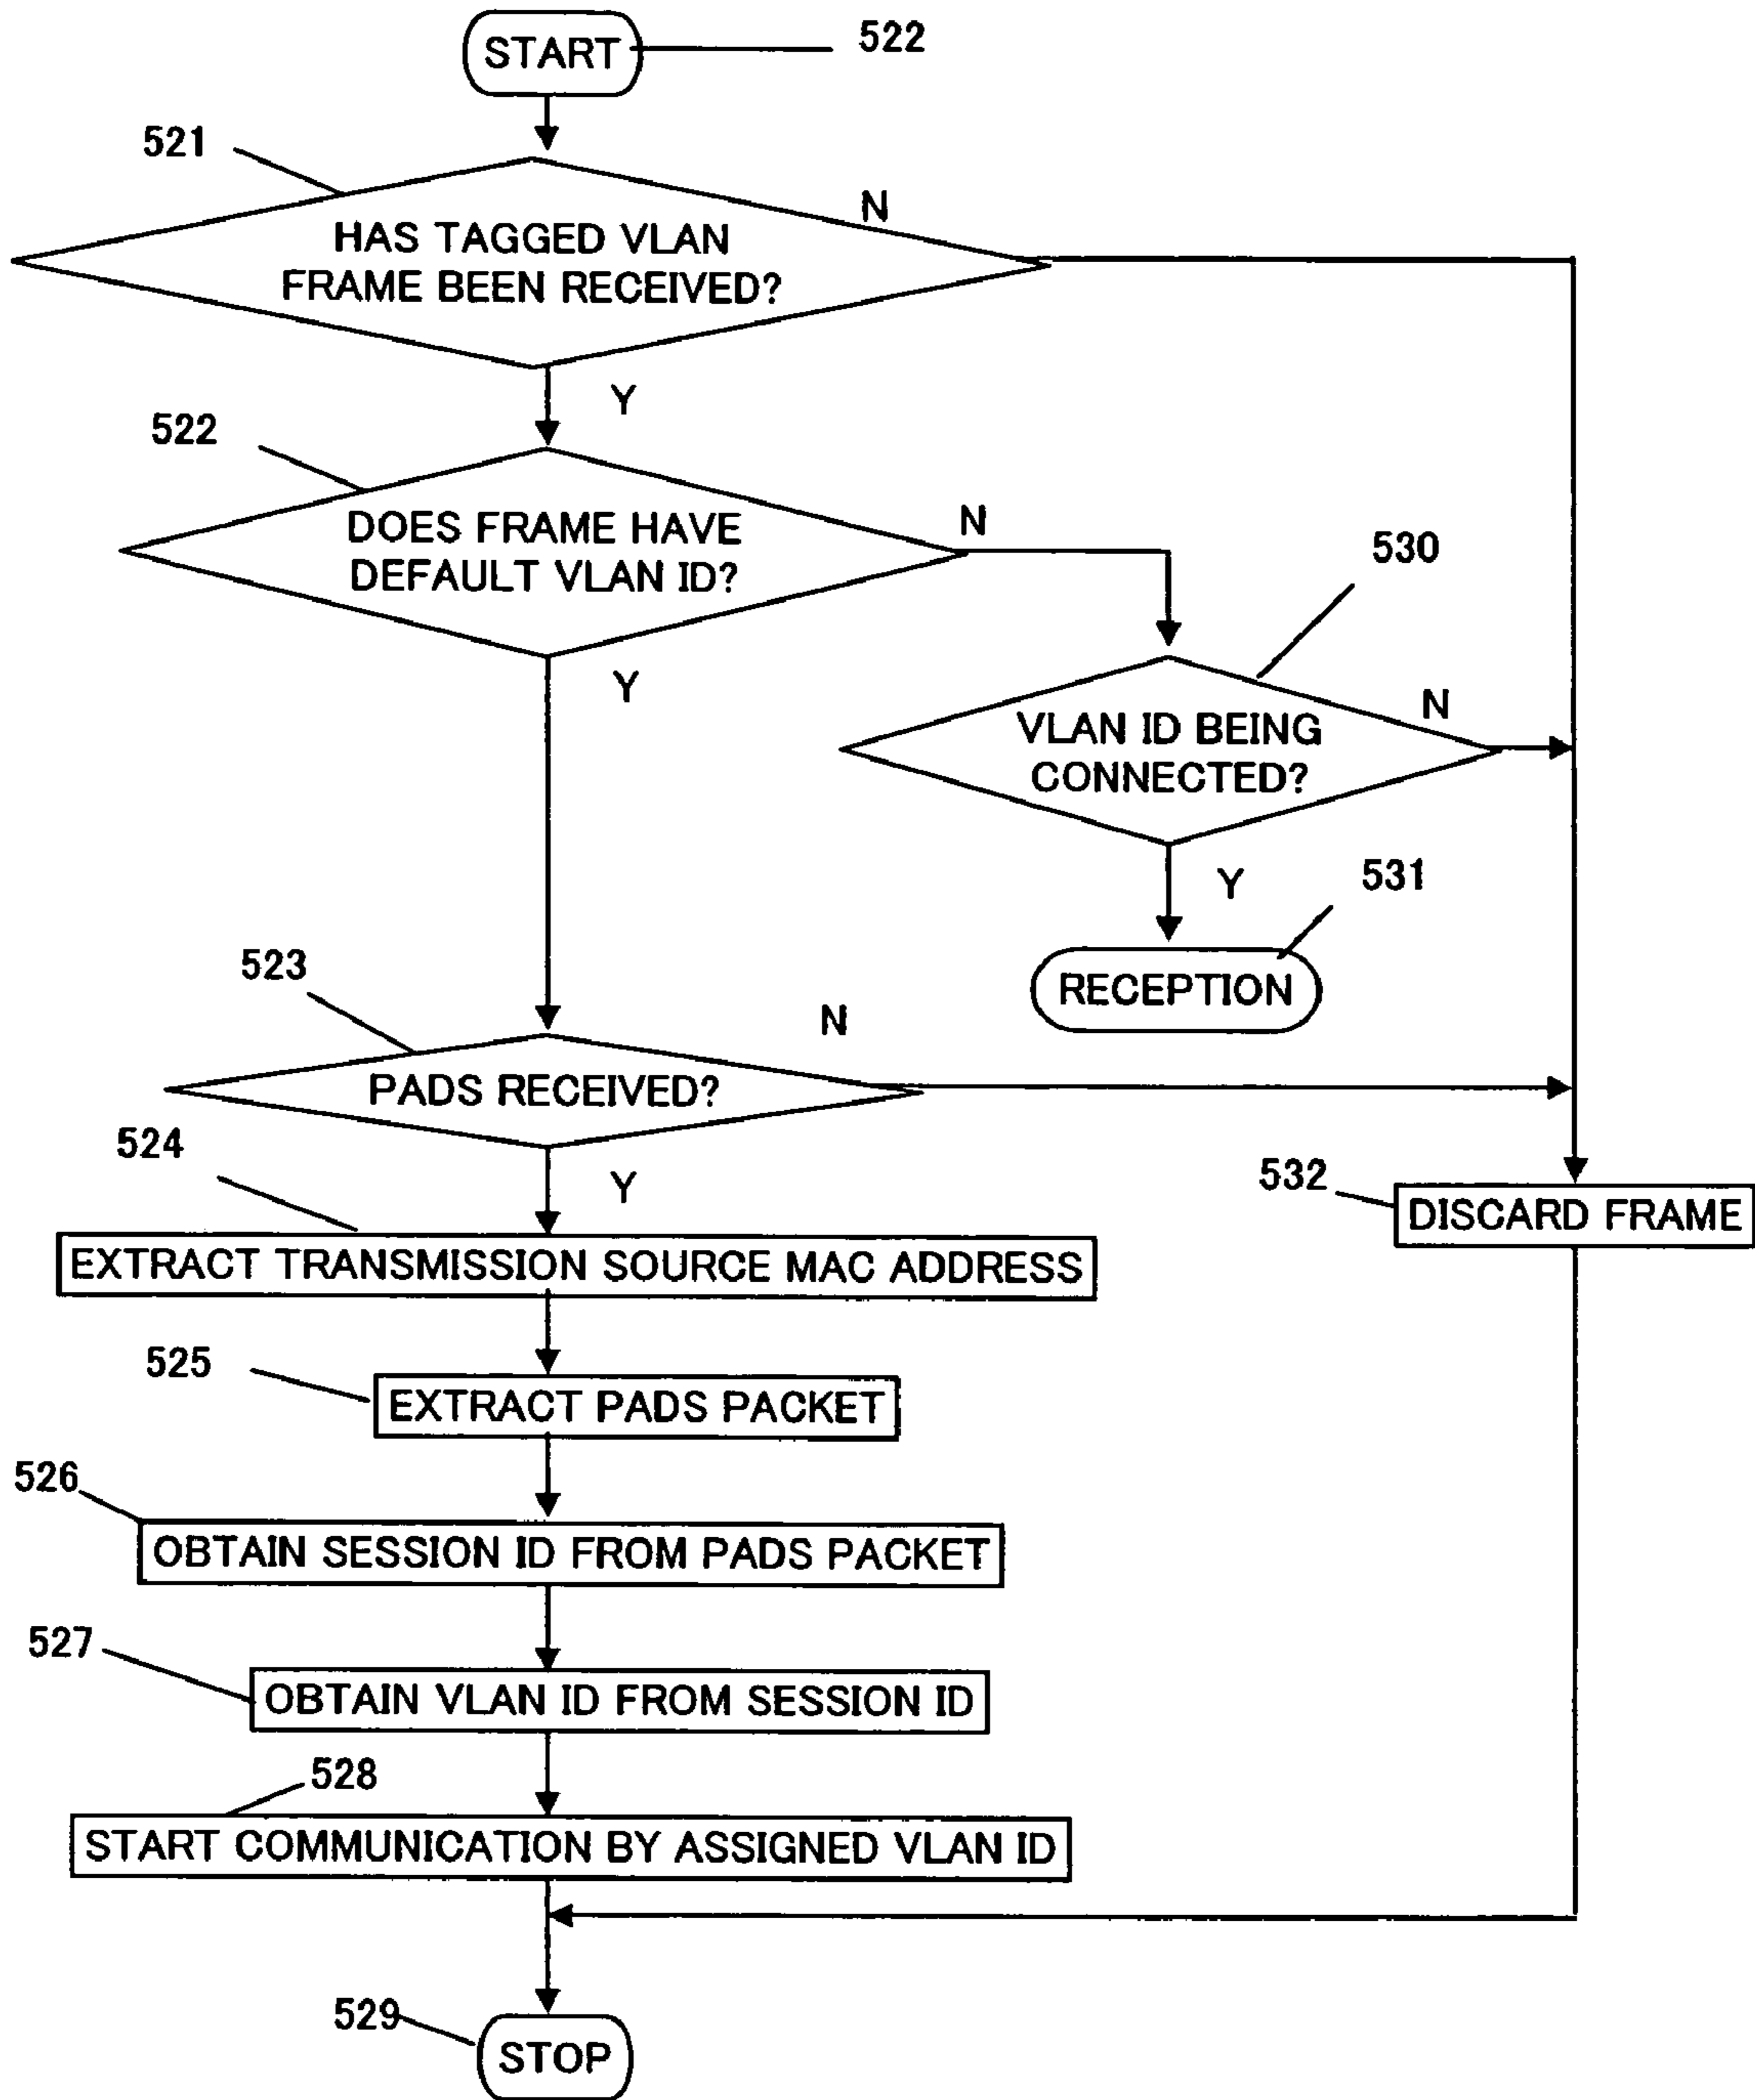 START
522
521
N
HAS TAGGED VLAN
FRAME BEEN RECEIVED?
Y
522
N
DOES FRAME HAVE
DEFAULT VLAN ID?
530
Y
N
VLAN ID BEING
CONNECTED?
Y
531
523
RECEPTION
N
PADS RECEIVED?
524
Y
532
DISCARD FRAME
EXTRACT TRANSMISSION SOURCE MAC ADDRESS
525
EXTRACT PADS PACKET
526
OBTAIN SESSION ID FROM PADS PACKET
527
OBTAIN VLAN ID FROM SESSION ID
528
START COMMUNICATION BY ASSIGNED VLAN ID
529
STOP